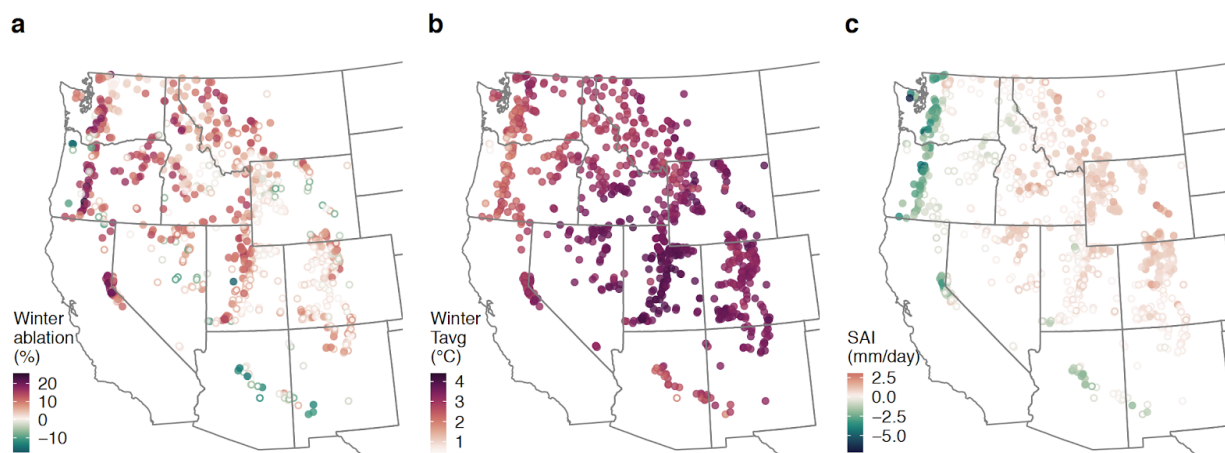 a
b
c
Winter
ablation
(%)
20
10
0
−10
Winter
Tavg
(°C)
4
3
2
1
SAI
(mm/day)
2.5
0.0
−2.5
−5.0